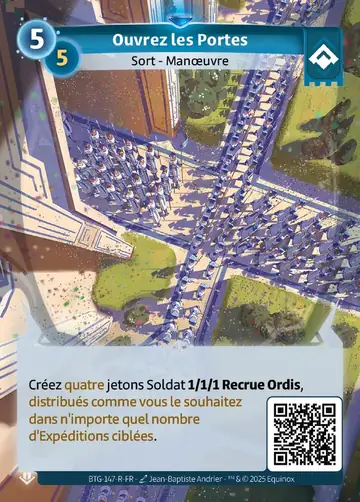 5
5
Ouvrez les Portes
Sort - Manœuvre
Créez quatre jetons Soldat 1/1/1 Recrue Ordis,
distribués comme vous le souhaitez
dans n'importe quel nombre
d'Expéditions ciblées.
BTG-147-R-FR - Jean-Baptiste Andrier - ™ & © 2025 Equinox